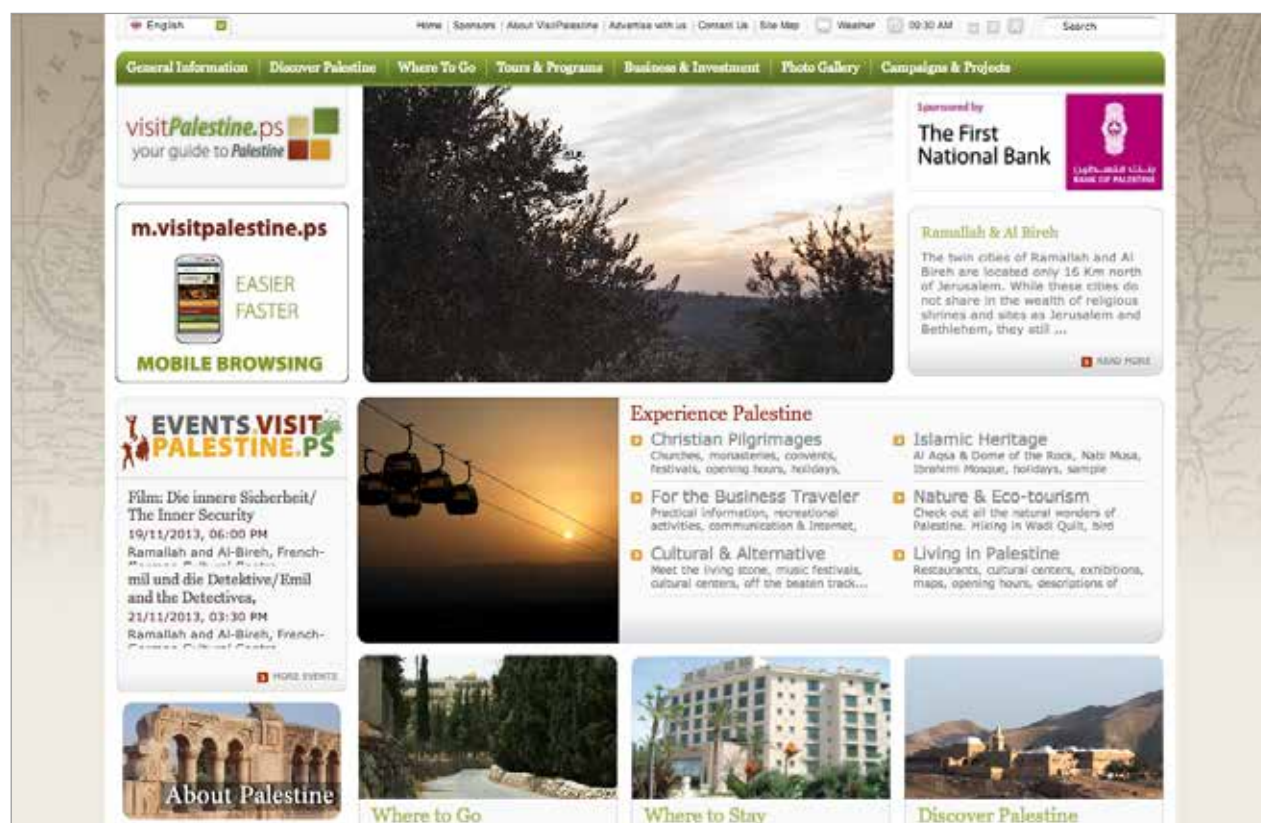 English
Home | Sponsors | About VisitPalestine | Advertise with us | Contact Us | Site Map
Weather
09:30 AM
Search
General Information | Discover Palestine | Where To Go | Tours & Programs | Business & Investment | Photo Gallery | Campaigns & Projects
visitPalestine.ps
your guide to Palestine
Sponsored by
The First
National Bank
بنك فلسطين
BANK OF PALESTINE
m.visitpalestine.ps
EASIER
FASTER
MOBILE BROWSING
Ramallah & Al Bireh
The twin cities of Ramallah and Al
Bireh are located only 16 Km north
of Jerusalem. While these cities do
not share in the wealth of religious
shrines and sites as Jerusalem and
Bethlehem, they still ...
READ MORE
EVENTS.VISIT
PALESTINE.PS
Film: Die innere Sicherheit/
The Inner Security
19/11/2013, 06:00 PM
Ramallah and Al-Bireh, French-
German Cultural Centre
mil und die Detektive/Emil
and the Detectives,
21/11/2013, 03:30 PM
Ramallah and Al-Bireh, French-
German Cultural Centre
MORE EVENTS
Experience Palestine
Christian Pilgrimages
Churches, monasteries, convents,
festivals, opening hours, holidays,
Islamic Heritage
Al Aqsa & Dome of the Rock, Nabi Musa,
Ibrahimi Mosque, holidays, sample
For the Business Traveler
Practical information, recreational
activities, communication & Internet,
Nature & Eco-tourism
Check out all the natural wonders of
Palestine. Hiking in Wadi Quilt, bird
Cultural & Alternative
Meet the living stone, music festivals,
cultural centers, off the beaten track...
Living in Palestine
Restaurants, cultural centers, exhibitions,
maps, opening hours, descriptions of
About Palestine
Where to Go
Where to Stay
Discover Palestine